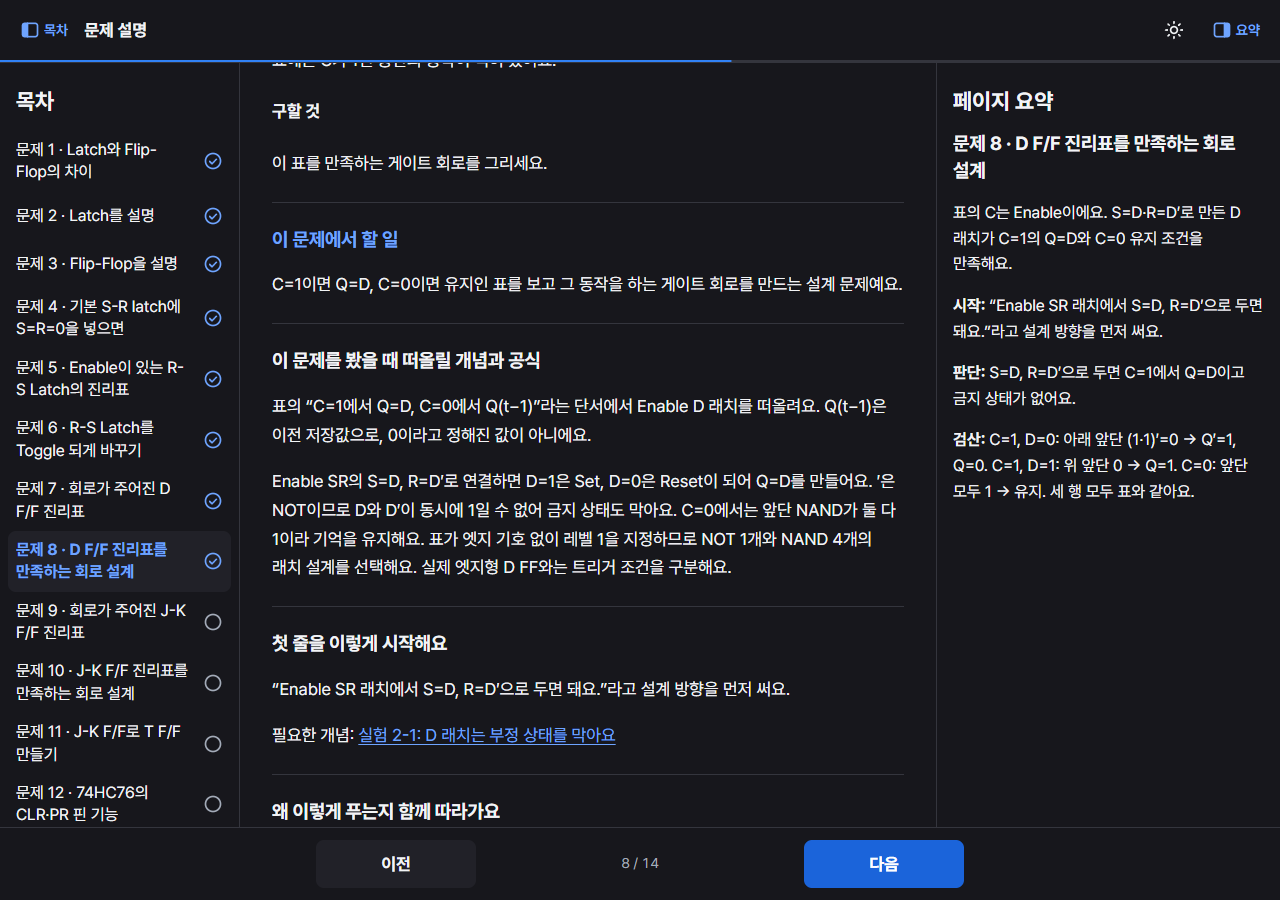 목차
문제 설명
요약
목차
문제 1 · Latch와 Flip-
Flop의 차이
문제 2 · Latch를 설명
문제 3 · Flip-Flop을 설명
문제 4 · 기본 S-R latch에
S=R=0을 넣으면
문제 5 · Enable이 있는 R-
S Latch의 진리표
문제 6 · R-S Latch를
Toggle 되게 바꾸기
문제 7 · 회로가 주어진 D
F/F 진리표
문제 8 · D F/F 진리표를
만족하는 회로 설계
문제 9 · 회로가 주어진 J-K
F/F 진리표
문제 10 · J-K F/F 진리표를
만족하는 회로 설계
문제 11 · J-K F/F로 T F/F
만들기
문제 12 · 74HC76의
CLR·PR 핀 기능
구할 것
이 표를 만족하는 게이트 회로를 그리세요.
이 문제에서 할 일
C=1이면 Q=D, C=0이면 유지인 표를 보고 그 동작을 하는 게이트 회로를 만드는 설계 문제예요.
이 문제를 봤을 때 떠올릴 개념과 공식
표의 “C=1에서 Q=D, C=0에서 Q(t−1)”라는 단서에서 Enable D 래치를 떠올려요. Q(t−1)은
이전 저장값으로, 0이라고 정해진 값이 아니에요.
Enable SR의 S=D, R=D′로 연결하면 D=1은 Set, D=0은 Reset이 되어 Q=D를 만들어요. ′은
NOT이므로 D와 D′이 동시에 1일 수 없어 금지 상태도 막아요. C=0에서는 앞단 NAND가 둘 다
1이라 기억을 유지해요. 표가 엣지 기호 없이 레벨 1을 지정하므로 NOT 1개와 NAND 4개의
래치 설계를 선택해요. 실제 엣지형 D FF와는 트리거 조건을 구분해요.
첫 줄을 이렇게 시작해요
“Enable SR 래치에서 S=D, R=D′으로 두면 돼요.”라고 설계 방향을 먼저 써요.
필요한 개념: 실험 2-1: D 래치는 부정 상태를 막아요
왜 이렇게 푸는지 함께 따라가요
페이지 요약
문제 8 · D F/F 진리표를 만족하는 회로
설계
표의 C는 Enable이에요. S=D·R=D′로 만든 D
래치가 C=1의 Q=D와 C=0 유지 조건을
만족해요.
시작: “Enable SR 래치에서 S=D, R=D′으로 두면
돼요.”라고 설계 방향을 먼저 써요.
판단: S=D, R=D′으로 두면 C=1에서 Q=D이고
금지 상태가 없어요.
검산: C=1, D=0: 아래 앞단 (1·1)′=0 → Q′=1,
Q=0. C=1, D=1: 위 앞단 0 → Q=1. C=0: 앞단
모두 1 → 유지. 세 행 모두 표와 같아요.
이전
8 / 14
다음